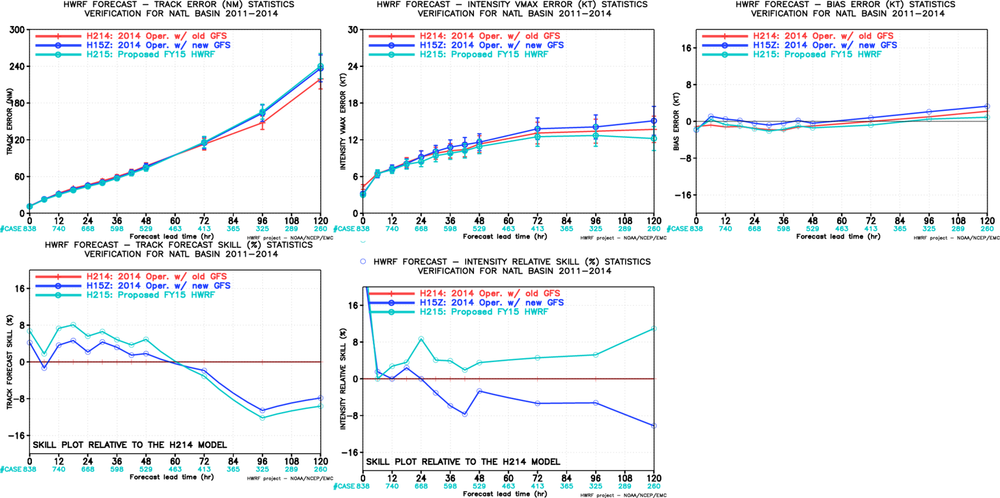 HWRF FORECAST – TRACK ERROR (NM) STATISTICS
VERIFICATION FOR NATL BASIN 2011–2014
H214: 2014 Oper. w/ old GFS
H15Z: 2014 Oper. w/ new GFS
H215: Proposed FY15 HWRF
TRACK ERROR (NM)
300
240
180
120
60
0
0 12 24 36 48 60 72 84 96 108 120
#CASE 838 740 668 598 529 463 413 365 325 289 260
Forecast lead time (hr)
HWRF project – NOAA/NCEP/EMC
HWRF FORECAST – INTENSITY VMAX ERROR (KT) STATISTICS
VERIFICATION FOR NATL BASIN 2011–2014
H214: 2014 Oper. w/ old GFS
H15Z: 2014 Oper. w/ new GFS
H215: Proposed FY15 HWRF
INTENSITY VMAX ERROR (KT)
30
24
18
12
6
0
0 12 24 36 48 60 72 84 96 108 120
#CASE 838 740 668 598 529 463 413 365 325 289 260
Forecast lead time (hr)
HWRF project – NOAA/NCEP/EMC
HWRF FORECAST – BIAS ERROR (KT) STATISTICS
VERIFICATION FOR NATL BASIN 2011–2014
H214: 2014 Oper. w/ old GFS
H15Z: 2014 Oper. w/ new GFS
H215: Proposed FY15 HWRF
BIAS ERROR (KT)
16
8
0
–8
–16
0 12 24 36 48 60 72 84 96 108 120
#CASE 838 740 668 598 529 463 413 365 325 289 260
Forecast lead time (hr)
HWRF project – NOAA/NCEP/EMC
HWRF FORECAST – TRACK FORECAST SKILL (%) STATISTICS
VERIFICATION FOR NATL BASIN 2011–2014
H214: 2014 Oper. w/ old GFS
H15Z: 2014 Oper. w/ new GFS
H215: Proposed FY15 HWRF
TRACK FORECAST SKILL (%)
16
8
0
–8
–16
SKILL PLOT RELATIVE TO THE H214 MODEL
0 12 24 36 48 60 72 84 96 108 120
#CASE 838 740 668 598 529 463 413 365 325 289 260
Forecast lead time (hr)
HWRF project – NOAA/NCEP/EMC
HWRF FORECAST – INTENSITY RELATIVE SKILL (%) STATISTICS
VERIFICATION FOR NATL BASIN 2011–2014
H214: 2014 Oper. w/ old GFS
H15Z: 2014 Oper. w/ new GFS
H215: Proposed FY15 HWRF
INTENSITY RELATIVE SKILL (%)
16
8
0
–8
–16
SKILL PLOT RELATIVE TO THE H214 MODEL
0 12 24 36 48 60 72 84 96 108 120
#CASE 838 740 668 598 529 463 413 365 325 289 260
Forecast lead time (hr)
HWRF project – NOAA/NCEP/EMC